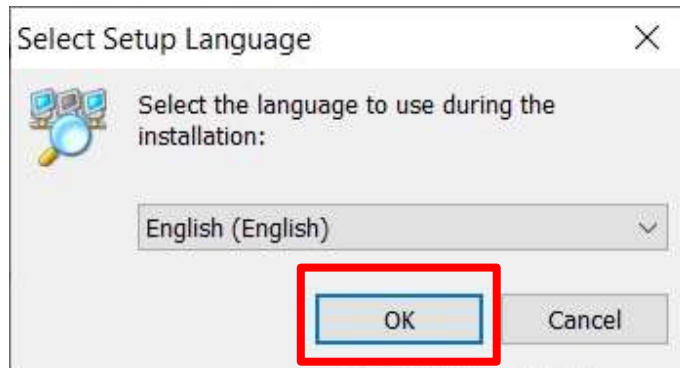 Select Setup Language
Select the language to use during the
installation:
English (English)
OK
Cancel